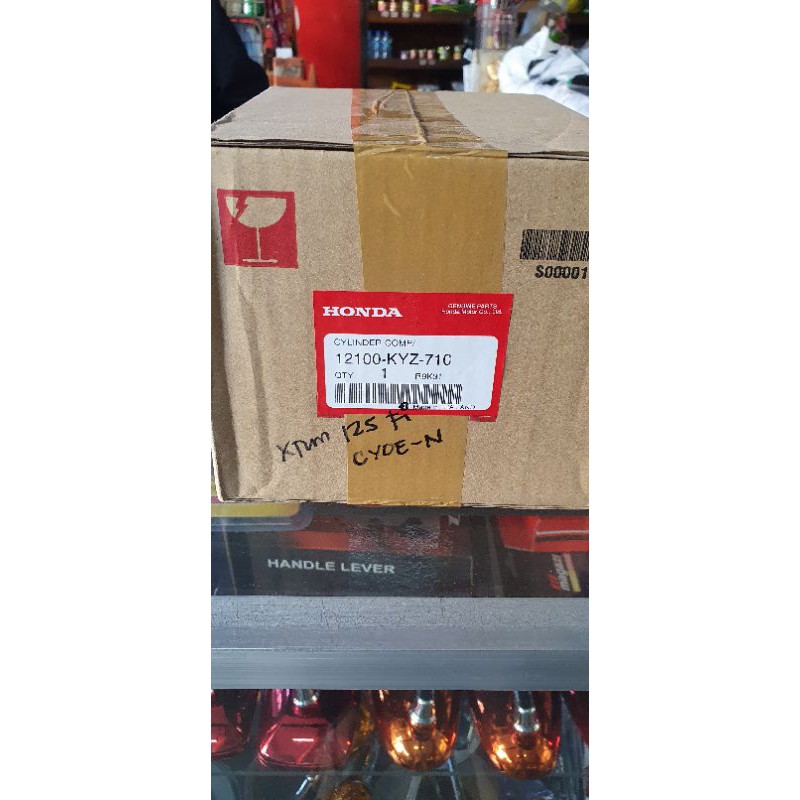 S00001
HONDA
GENUINE PARTS
Honda Motor Co., Ltd.
CYLINDER COMP/
12100-KYZ-710
QTY 1
125 Fi
CYOE-N
HANDLE LEVER